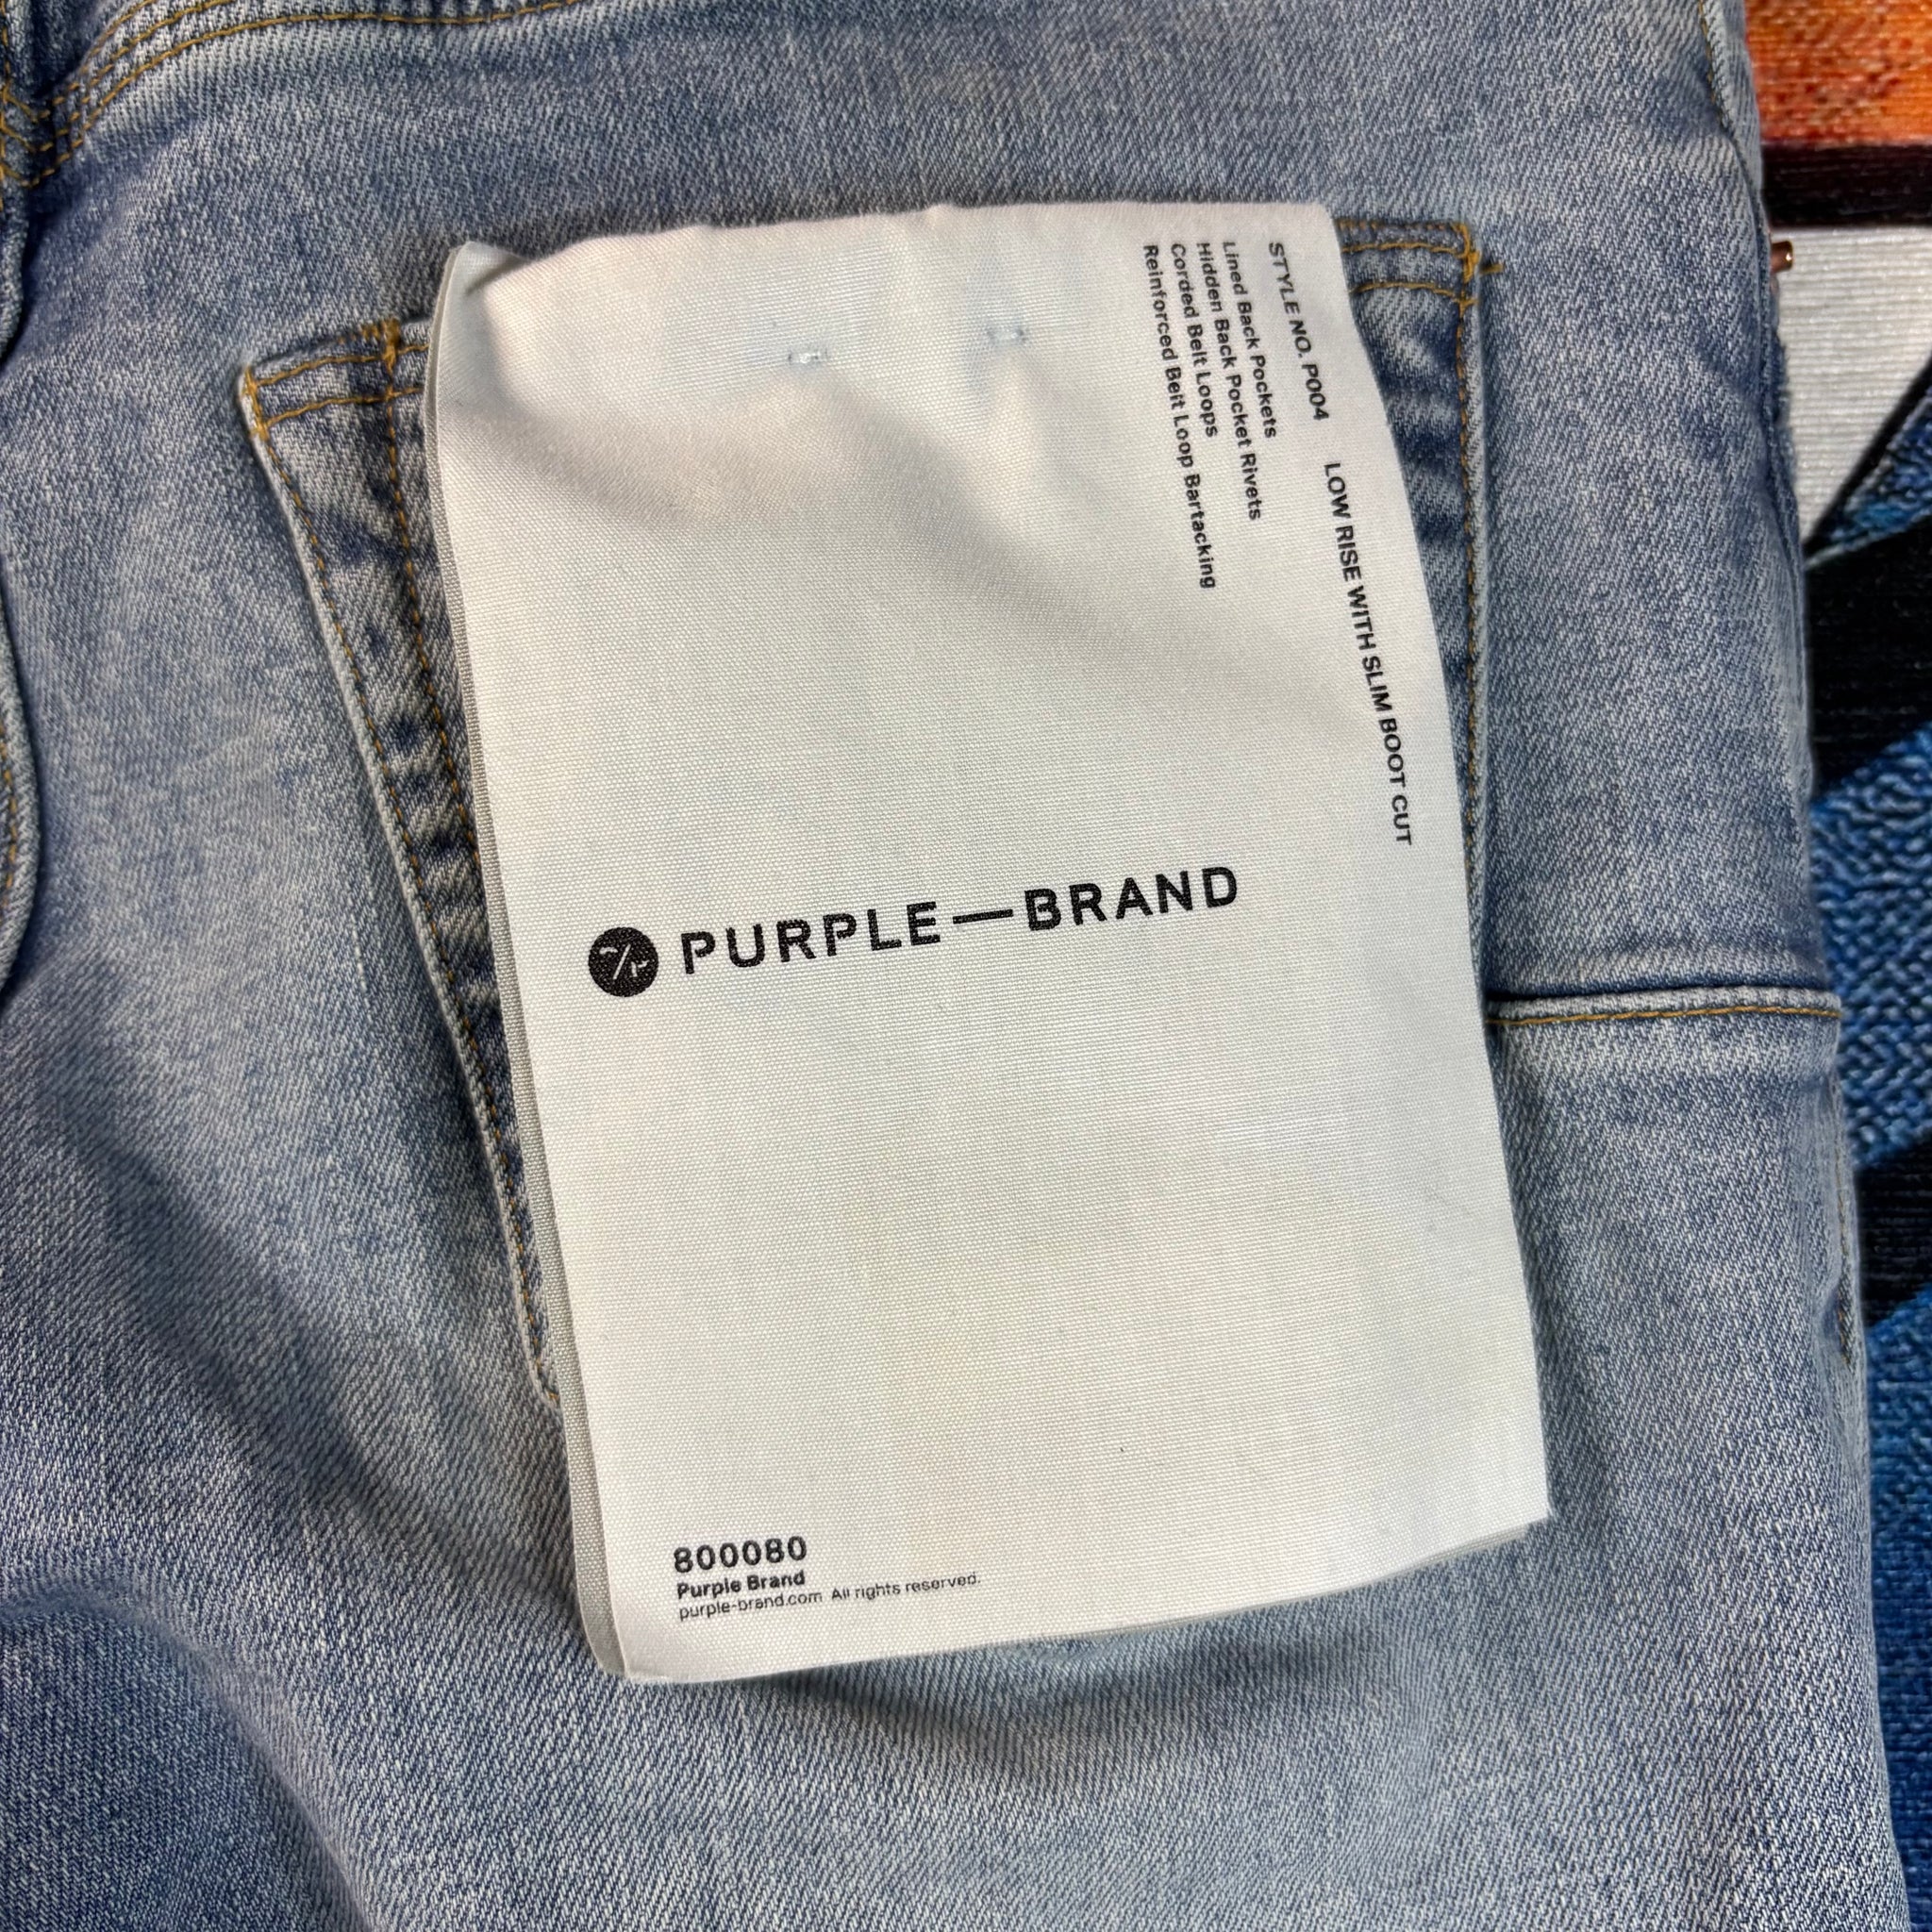 STYLE NO. P004 LOW RISE WITH SLIM BOOT CUT
Lined Back Pockets
Hidden Back Pocket Rivets
Corded Belt Loops
Reinforced Belt Loop Bartacking
PURPLE—BRAND
800080
Purple Brand
purple-brand.com All rights reserved.